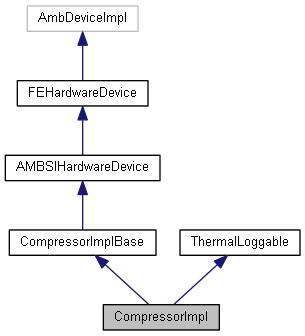 AmbDeviceImpl
FEHardwareDevice
AMBSIHardwareDevice
CompressorImplBase
ThermalLoggable
CompressorImpl